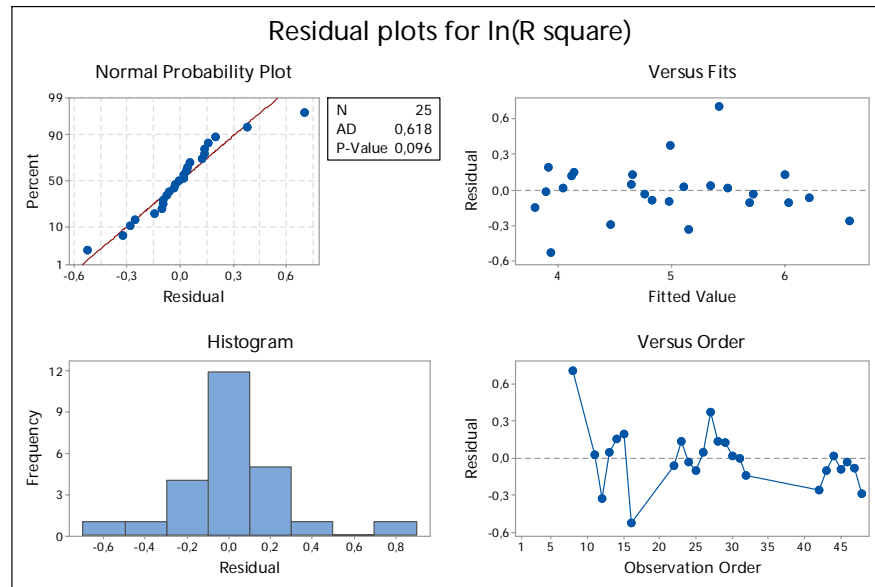 Residual plots for ln(R square)
Normal Probability Plot
99
90
50
10
1
Percent
-0,6 -0,3 0,0 0,3 0,6
Residual
N 25
AD 0,618
P-Value 0,096
Versus Fits
0,6
0,3
0,0
-0,3
-0,6
Residual
4 5 6
Fitted Value
Histogram
12
9
6
3
0
Frequency
-0,6 -0,4 -0,2 0,0 0,2 0,4 0,6 0,8
Residual
Versus Order
0,6
0,3
0,0
-0,3
-0,6
Residual
1 5 10 15 20 25 30 35 40 45
Observation Order